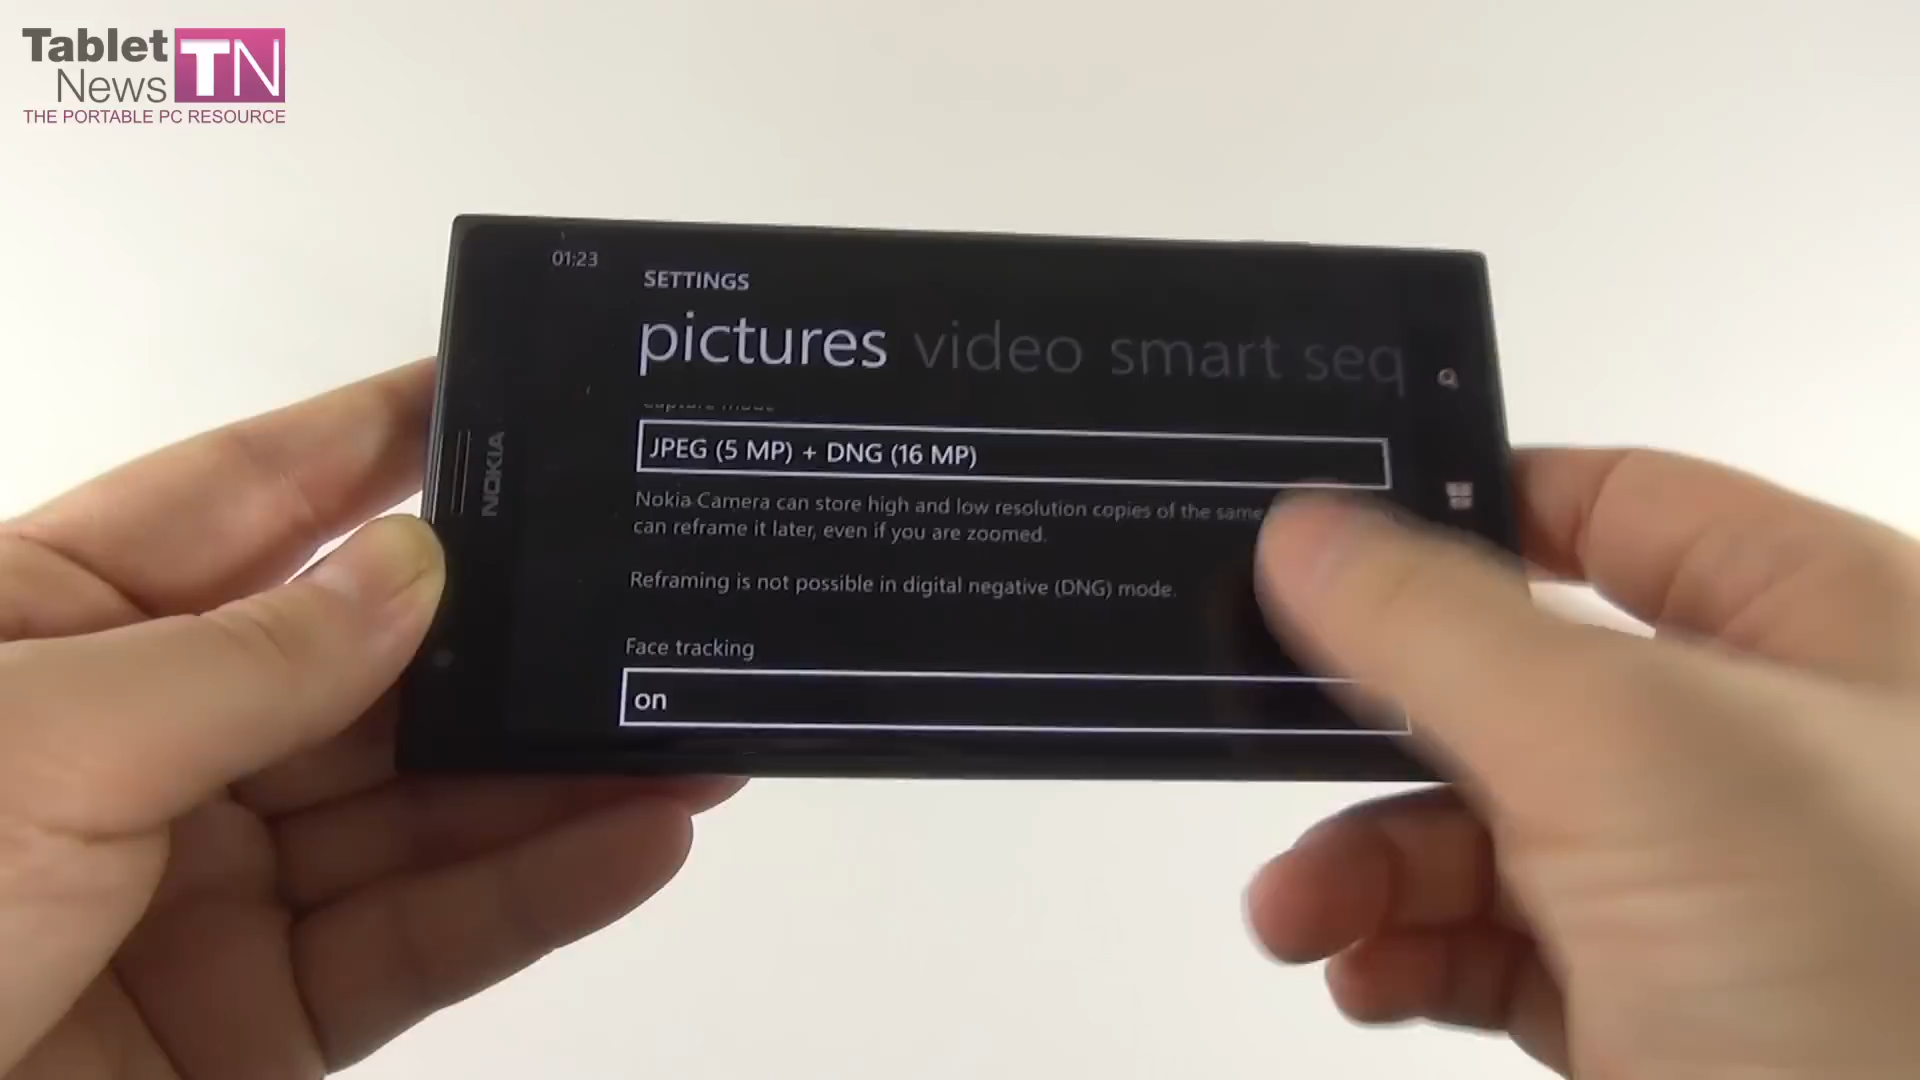 Tablet
News TN
THE PORTABLE PC RESOURCE
01:23
SETTINGS
pictures video smart seq
JPEG (5 MP) + DNG (16 MP)
Nokia Camera can store high and low resolution copies of the same
can reframe it later, even if you are zoomed.
Reframing is not possible in digital negative (DNG) mode.
Face tracking
on
NOKIA